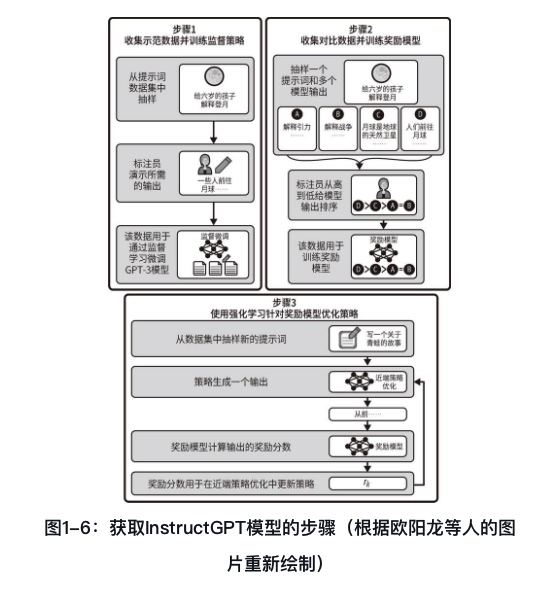 步骤1
收集示范数据并训练监督策略
从提示词
数据集中
抽样
给六岁的孩子
解释登月
标注员
演示所需
的输出
一些人前往
月球……
该数据用于
通过监督
学习微调
GPT-3模型
监督微调
步骤2
收集对比数据并训练奖励模型
抽样一个
提示词和多个
模型输出
给六岁的孩子
解释登月
A
解释引力
……
B
解释战争
……
C
月球是地球
的天然卫星
……
D
人们前往
月球
……
标注员从高
到低给模型
输出排序
D>C>A=B
该数据用于
训练奖励
模型
奖励模型
D>C>A=B
步骤3
使用强化学习针对奖励模型优化策略
从数据集中抽样新的提示词
写一个关于
青蛙的故事
策略生成一个输出
近端策略
优化
从前……
奖励模型计算输出的奖励分数
奖励模型
奖励分数用于在近端策略优化中更新策略
rk
图1-6：获取InstructGPT模型的步骤（根据欧阳龙等人的图
片重新绘制）